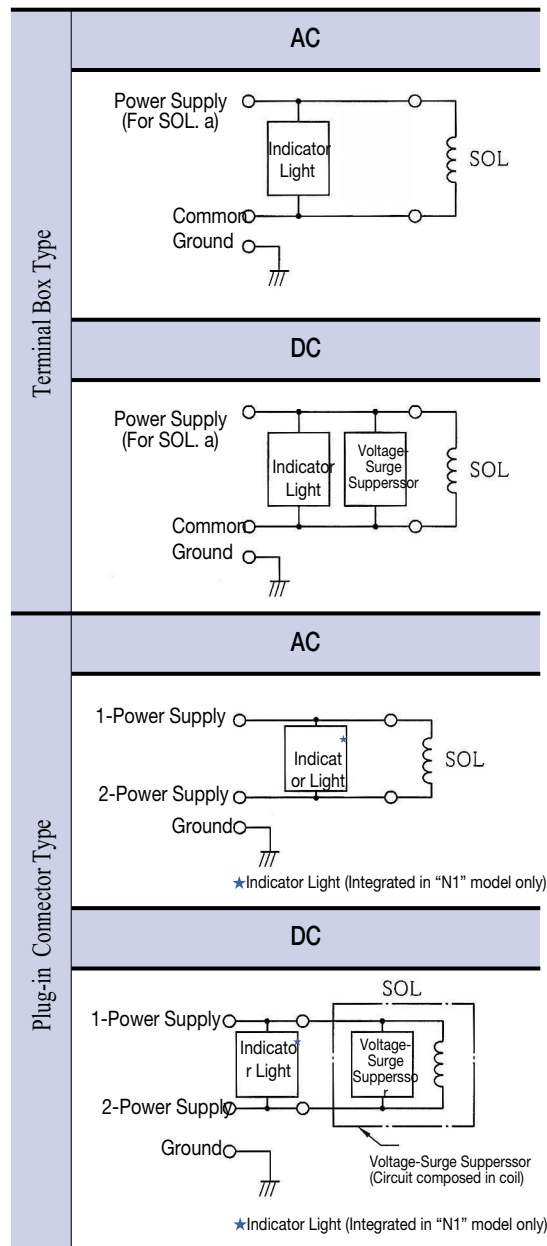 Terminal Box Type
AC
Power Supply
(For SOL. a)
Indicator
Light
SOL
Common
Ground
DC
Power Supply
(For SOL. a)
Indicator
Light
Voltage-
Surge
Supperssor
SOL
Common
Ground
Plug-in Connector Type
AC
1-Power Supply
Indicat
or Light
★
SOL
2-Power Supply
Ground
★Indicator Light (Integrated in “N1” model only)
DC
SOL
1-Power Supply
Indicato
r Light
★
Voltage-
Surge
Suppersso
r
2-Power Supply
Ground
Voltage-Surge Supperssor
(Circuit composed in coil)
★Indicator Light (Integrated in “N1” model only)